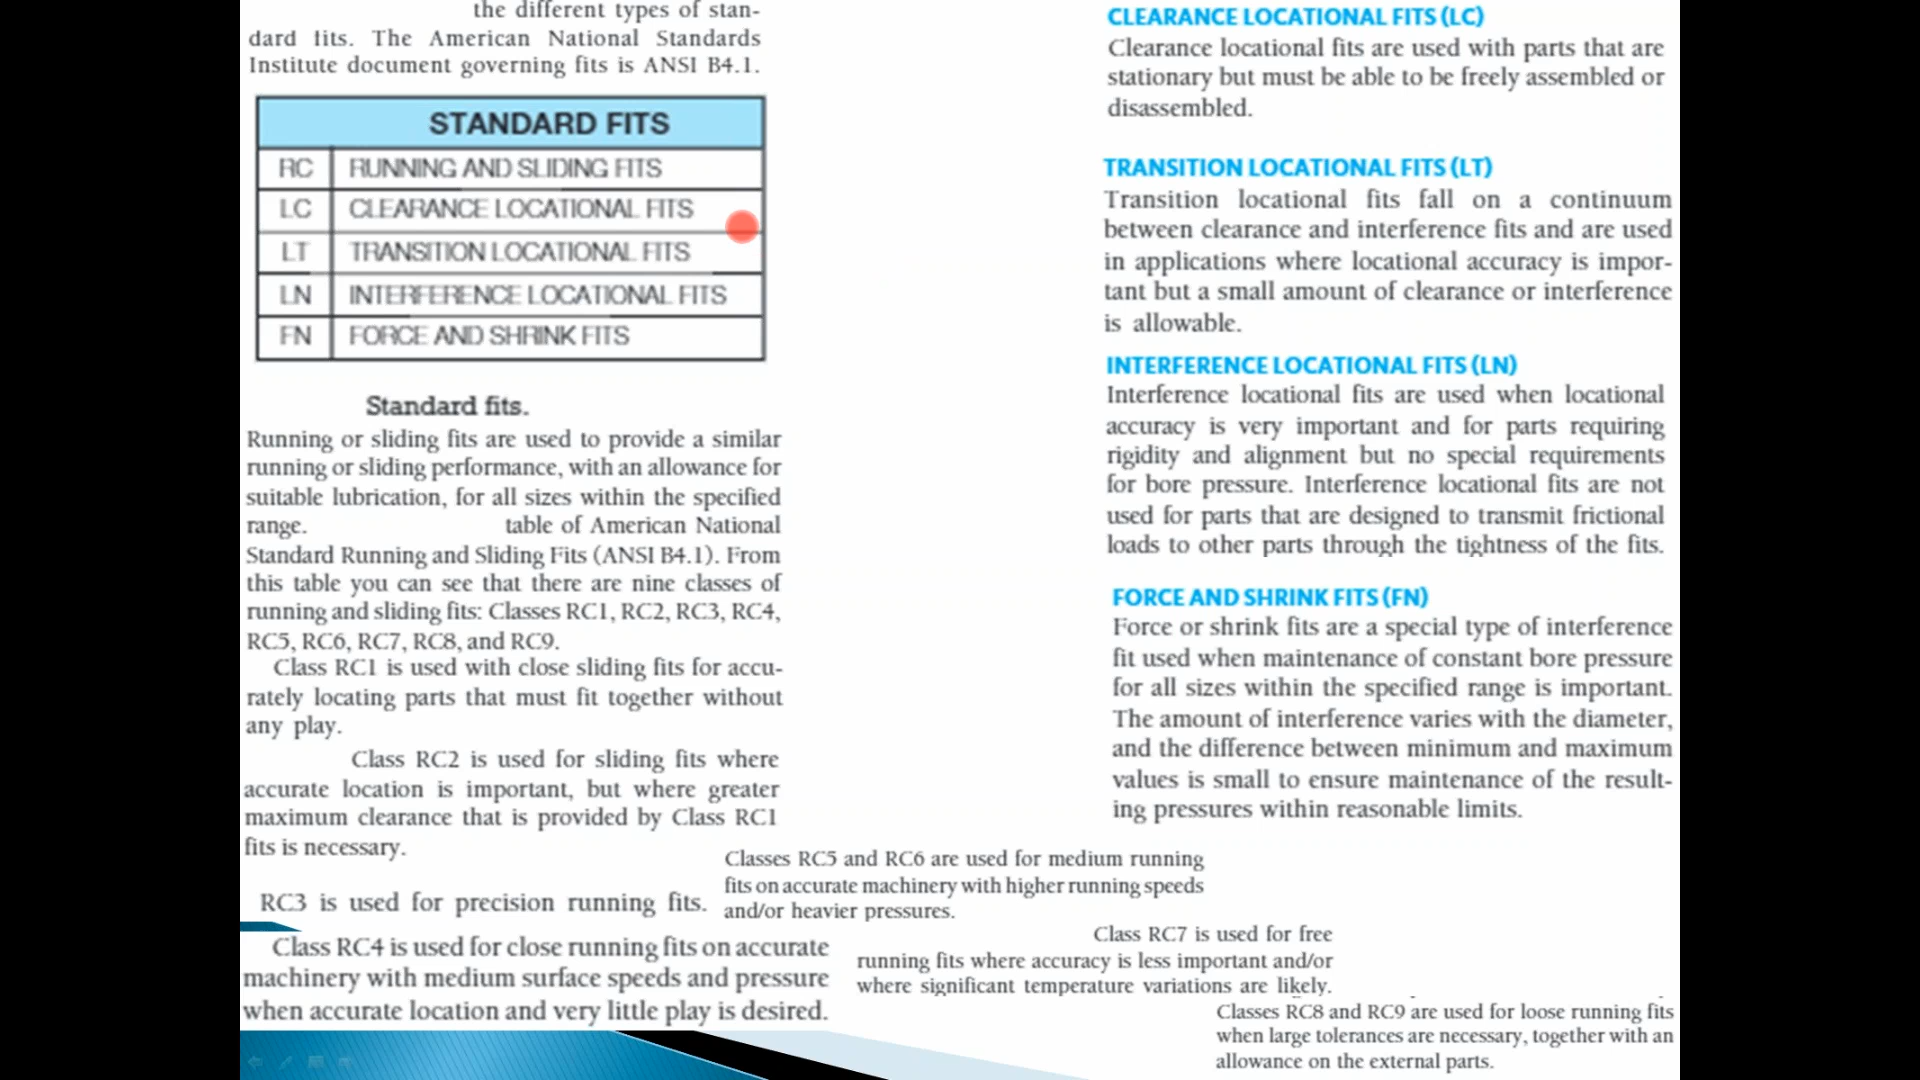 the different types of stan-
dard fits. The American National Standards
Institute document governing fits is ANSI B4.1.
STANDARD FITS
RC RUNNING AND SLIDING FITS
LC CLEARANCE LOCATIONAL FITS
LT TRANSITION LOCATIONAL FITS
LN INTERFERENCE LOCATIONAL FITS
FN FORCE AND SHRINK FITS
Standard fits.
Running or sliding fits are used to provide a similar
running or sliding performance, with an allowance for
suitable lubrication, for all sizes within the specified
range. table of American National
Standard Running and Sliding Fits (ANSI B4.1). From
this table you can see that there are nine classes of
running and sliding fits: Classes RC1, RC2, RC3, RC4,
RC5, RC6, RC7, RC8, and RC9.
Class RC1 is used with close sliding fits for accu-
rately locating parts that must fit together without
any play.
Class RC2 is used for sliding fits where
accurate location is important, but where greater
maximum clearance that is provided by Class RC1
fits is necessary.
RC3 is used for precision running fits.
Class RC4 is used for close running fits on accurate
machinery with medium surface speeds and pressure
when accurate location and very little play is desired.
Classes RC5 and RC6 are used for medium running
fits on accurate machinery with higher running speeds
and/or heavier pressures.
Class RC7 is used for free
running fits where accuracy is less important and/or
where significant temperature variations are likely.
Classes RC8 and RC9 are used for loose running fits
when large tolerances are necessary, together with an
allowance on the external parts.
CLEARANCE LOCATIONAL FITS (LC)
Clearance locational fits are used with parts that are
stationary but must be able to be freely assembled or
disassembled.
TRANSITION LOCATIONAL FITS (LT)
Transition locational fits fall on a continuum
between clearance and interference fits and are used
in applications where locational accuracy is impor-
tant but a small amount of clearance or interference
is allowable.
INTERFERENCE LOCATIONAL FITS (LN)
Interference locational fits are used when locational
accuracy is very important and for parts requiring
rigidity and alignment but no special requirements
for bore pressure. Interference locational fits are not
used for parts that are designed to transmit frictional
loads to other parts through the tightness of the fits.
FORCE AND SHRINK FITS (FN)
Force or shrink fits are a special type of interference
fit used when maintenance of constant bore pressure
for all sizes within the specified range is important.
The amount of interference varies with the diameter,
and the difference between minimum and maximum
values is small to ensure maintenance of the result-
ing pressures within reasonable limits.